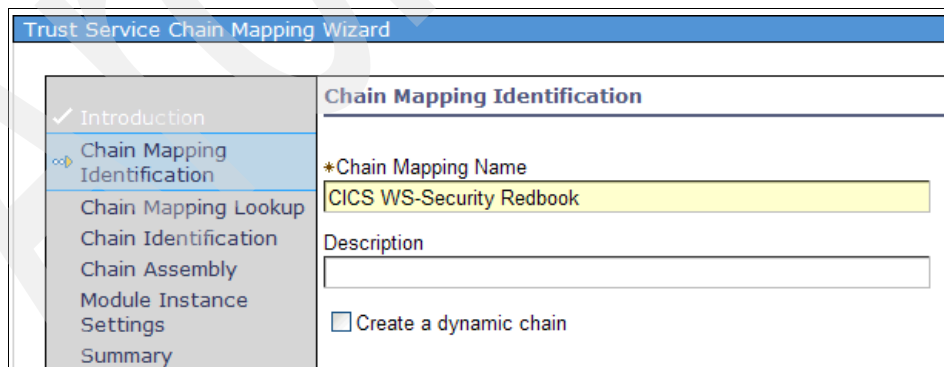 Trust Service Chain Mapping Wizard
Introduction
Chain Mapping
Identification
Chain Mapping Lookup
Chain Identification
Chain Assembly
Module Instance
Settings
Summary
Chain Mapping Identification
*Chain Mapping Name
CICS WS-Security Redbook
Description
Create a dynamic chain